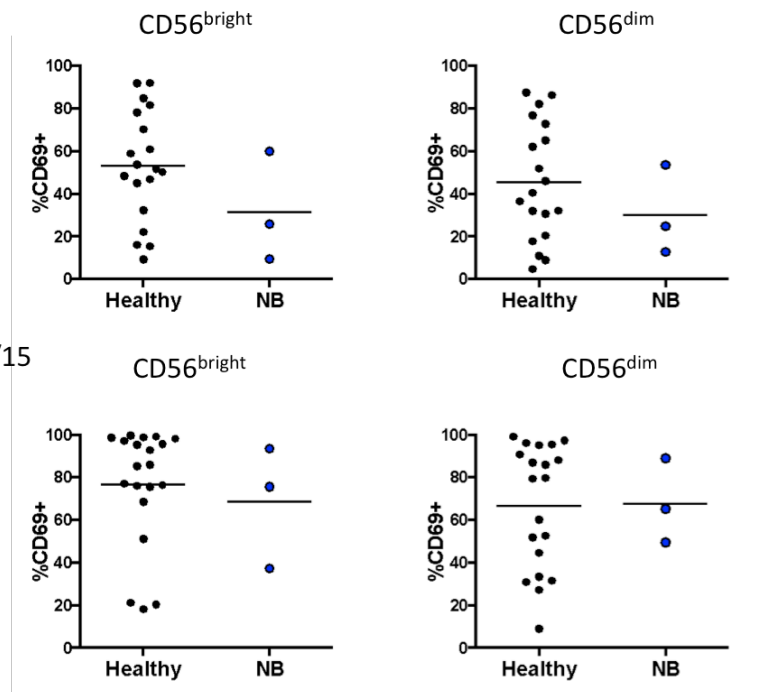 CD56bright CD56dim
100 100
80 80
60 60
40 40
20 20
0 0
%CD69+ %CD69+
Healthy NB Healthy NB
/15
CD56bright CD56dim
100 100
80 80
60 60
40 40
20 20
0 0
%CD69+ %CD69+
Healthy NB Healthy NB